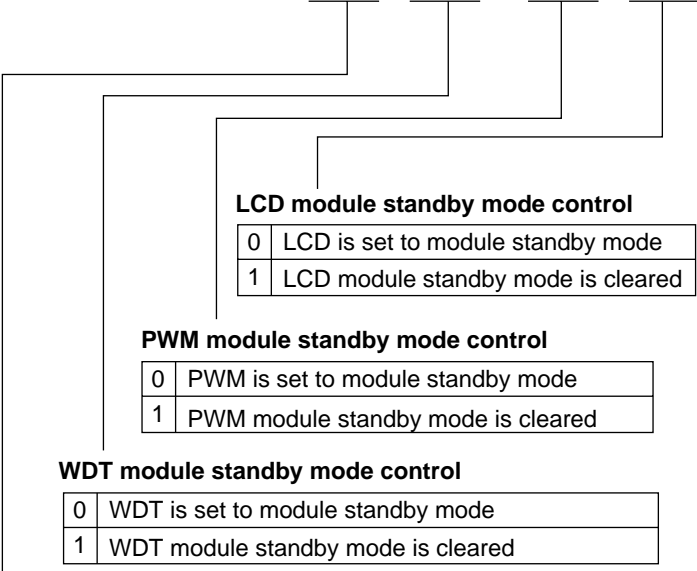 LCD module standby mode control
0 LCD is set to module standby mode
1 LCD module standby mode is cleared
PWM module standby mode control
0 PWM is set to module standby mode
1 PWM module standby mode is cleared
WDT module standby mode control
0 WDT is set to module standby mode
1 WDT module standby mode is cleared